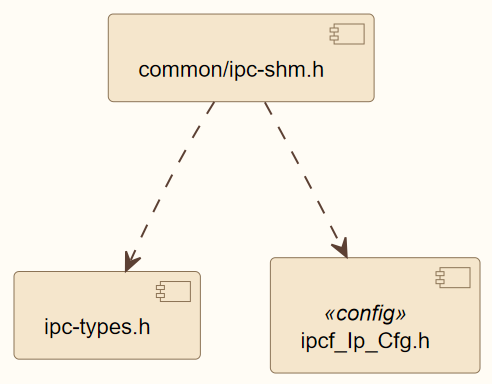 common/ipc-shm.h
ipc-types.h
«config»
ipcf_Ip_Cfg.h